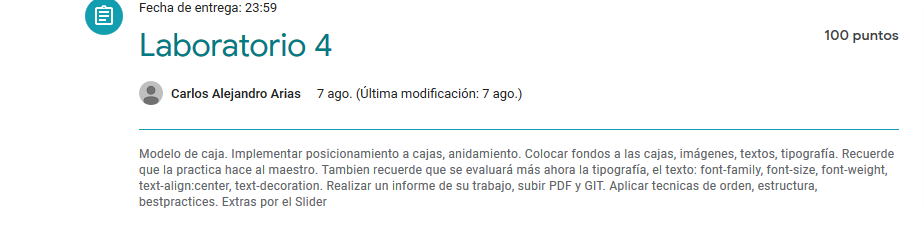 Fecha de entrega: 23:59
Laboratorio 4
100 puntos
Carlos Alejandro Arias 7 ago. (Última modificación: 7 ago.)
Modelo de caja. Implementar posicionamiento a cajas, anidamiento. Colocar fondos a las cajas, imágenes, textos, tipografía. Recuerde
que la practica hace al maestro. Tambien recuerde que se evaluará más ahora la tipografía, el texto: font-family, font-size, font-weight,
text-align:center, text-decoration. Realizar un informe de su trabajo, subir PDF y GIT. Aplicar tecnicas de orden, estructura,
bestpractices. Extras por el Slider